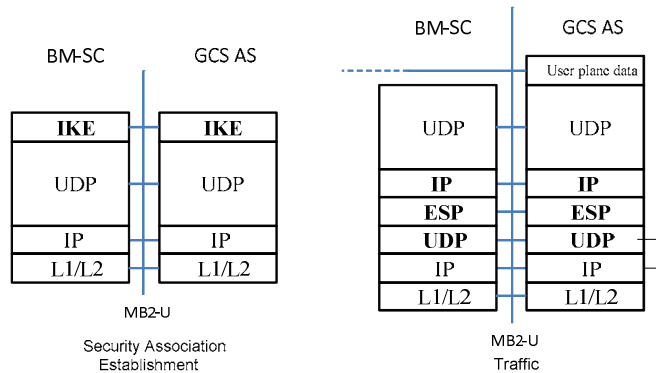 BM-SC GCS AS
IKE IKE
UDP UDP
IP IP
L1/L2 L1/L2
MB2-U
Security Association
Establishment
BM-SC GCS AS
User plane data
UDP UDP
IP IP
ESP ESP
UDP UDP
IP IP
L1/L2 L1/L2
MB2-U
Traffic